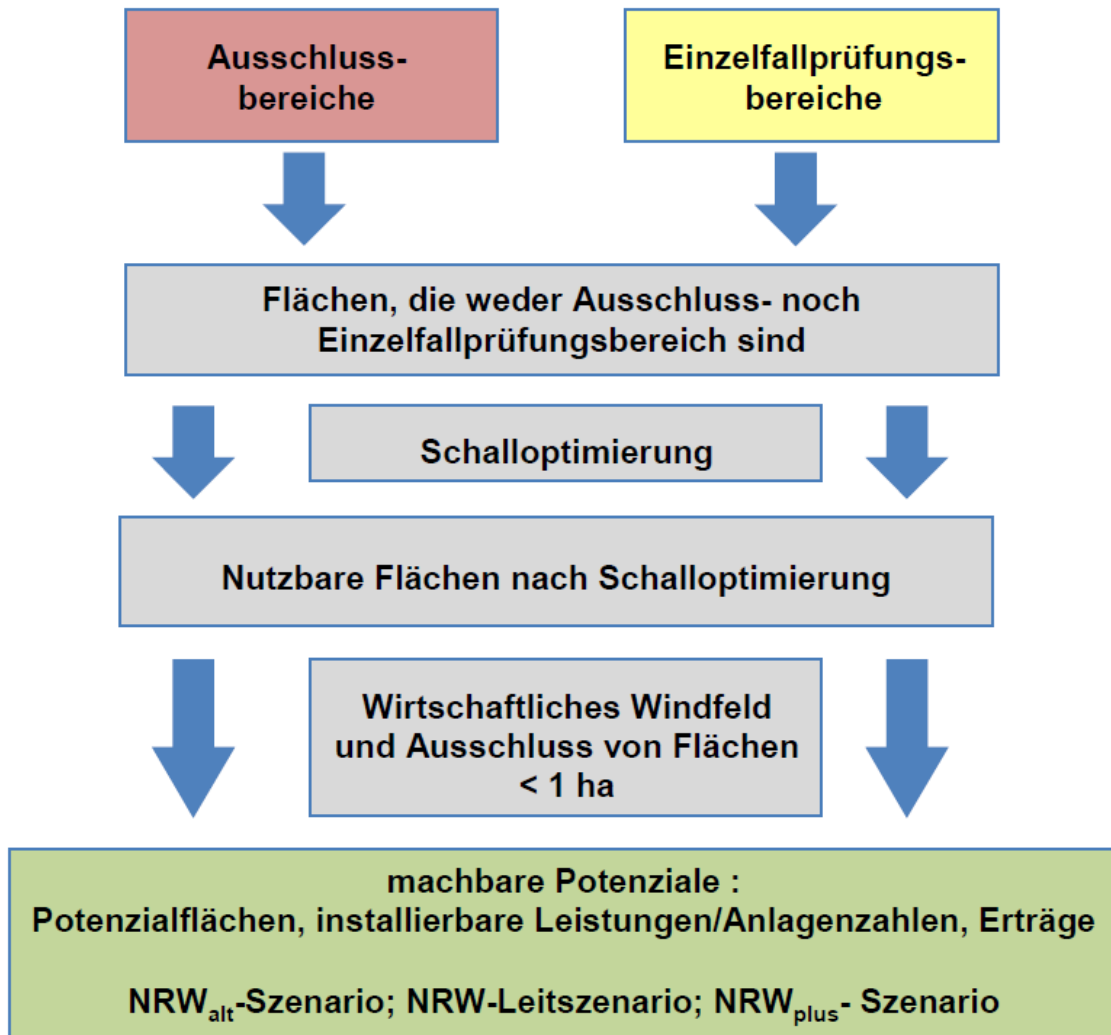 Ausschluss-
bereiche
Einzelfallprüfungs-
bereiche
Flächen, die weder Ausschluss- noch
Einzelfallprüfungsbereich sind
Schalloptimierung
Nutzbare Flächen nach Schalloptimierung
Wirtschaftliches Windfeld
und Ausschluss von Flächen
< 1 ha
machbare Potenziale :
Potenzialflächen, installierbare Leistungen/Anlagenzahlen, Erträge
NRWalt-Szenario; NRW-Leitszenario; NRWplus- Szenario